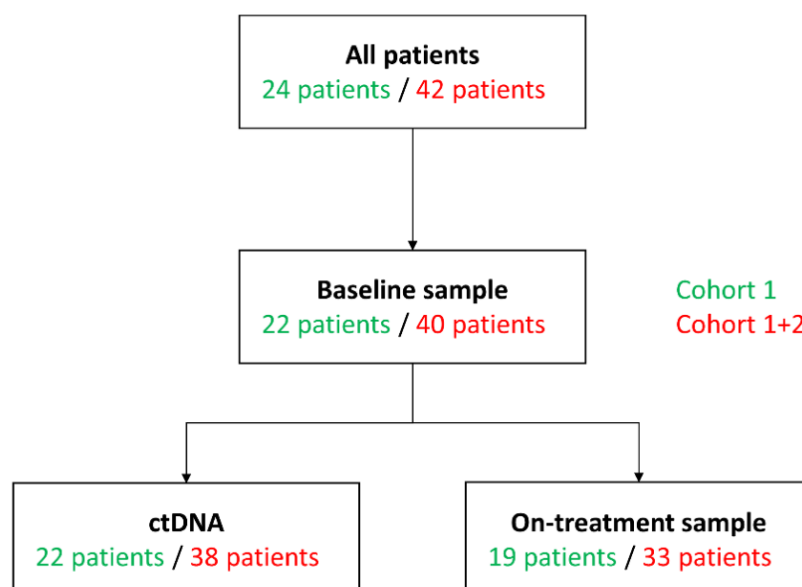 All patients
24 patients / 42 patients
Baseline sample
22 patients / 40 patients
Cohort 1
Cohort 1+2
ctDNA
22 patients / 38 patients
On-treatment sample
19 patients / 33 patients